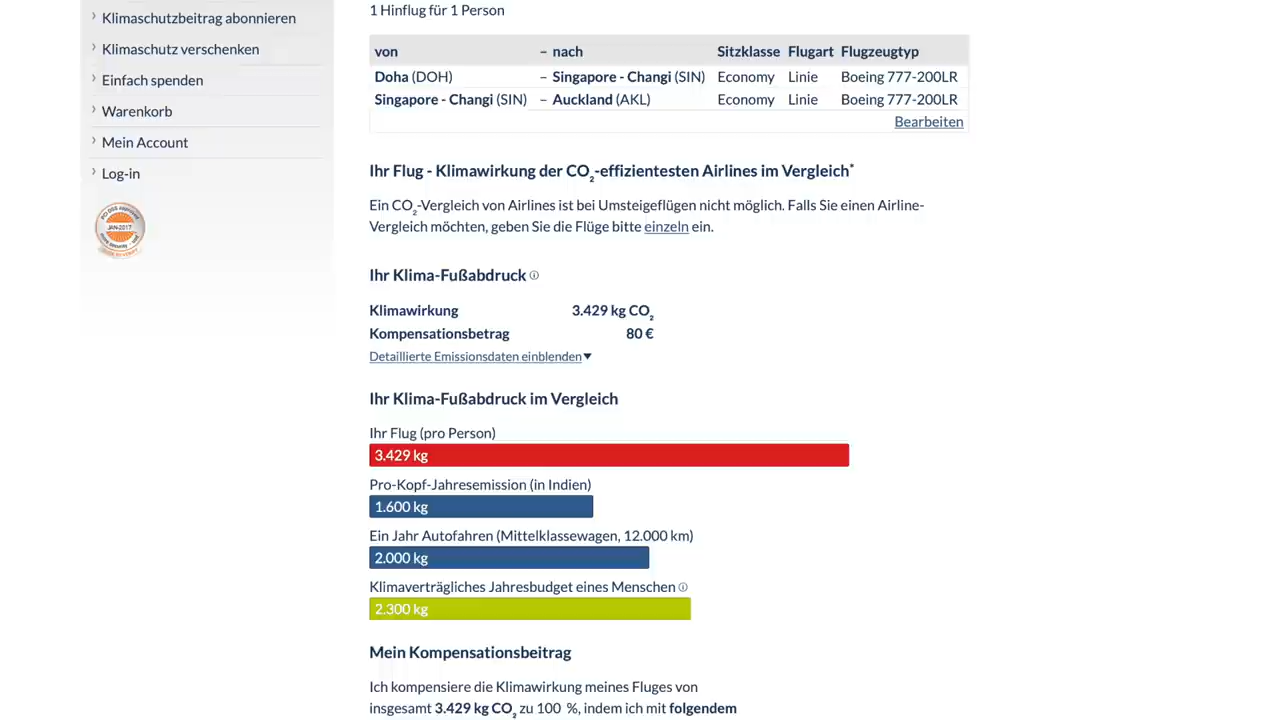 Klimaschutzbeitrag abonnieren
Klimaschutz verschenken
Einfach spenden
Warenkorb
Mein Account
Log-in
JAN-2017
1 Hinflug für 1 Person
von – nach Sitzklasse Flugart Flugzeugtyp
Doha (DOH) – Singapore - Changi (SIN) Economy Linie Boeing 777-200LR
Singapore - Changi (SIN) – Auckland (AKL) Economy Linie Boeing 777-200LR
Bearbeiten
Ihr Flug - Klimawirkung der CO₂-effizientesten Airlines im Vergleich*
Ein CO₂-Vergleich von Airlines ist bei Umsteigeflügen nicht möglich. Falls Sie einen Airline-
Vergleich möchten, geben Sie die Flüge bitte einzeln ein.
Ihr Klima-Fußabdruck
Klimawirkung 3.429 kg CO₂
Kompensationsbetrag 80 €
Detaillierte Emissionsdaten einblenden
Ihr Klima-Fußabdruck im Vergleich
Ihr Flug (pro Person)
3.429 kg
Pro-Kopf-Jahresemission (in Indien)
1.600 kg
Ein Jahr Autofahren (Mittelklassewagen, 12.000 km)
2.000 kg
Klimaverträgliches Jahresbudget eines Menschen
2.300 kg
Mein Kompensationsbeitrag
Ich kompensiere die Klimawirkung meines Fluges von
insgesamt 3.429 kg CO₂ zu 100 %, indem ich mit folgendem